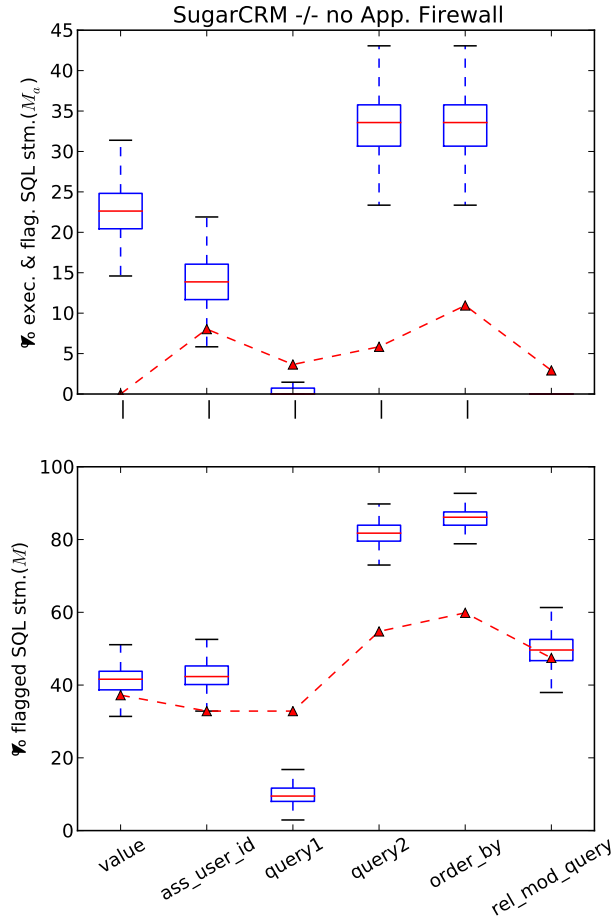 SugarCRM -/- no App. Firewall
% exec. & flag. SQL stm.(M_a)
45
40
35
30
25
20
15
10
5
0
% flagged SQL stm.(M)
100
80
60
40
20
0
value
ass_user_id
query1
query2
order_by
rel_mod_query